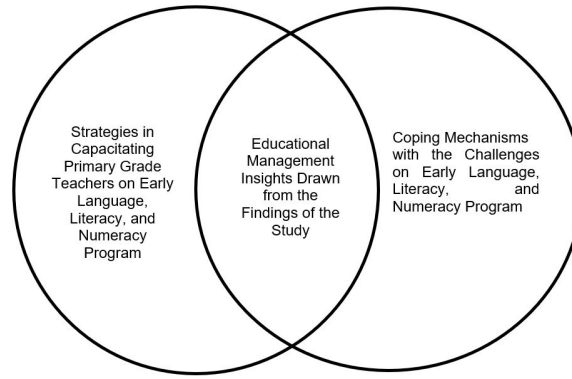 Strategies in
Capacitating
Primary Grade
Teachers on Early
Language,
Literacy, and
Numeracy
Program
Educational
Management
Insights Drawn
from the
Findings of the
Study
Coping Mechanisms
with the Challenges
on Early Language,
Literacy, and
Numeracy Program